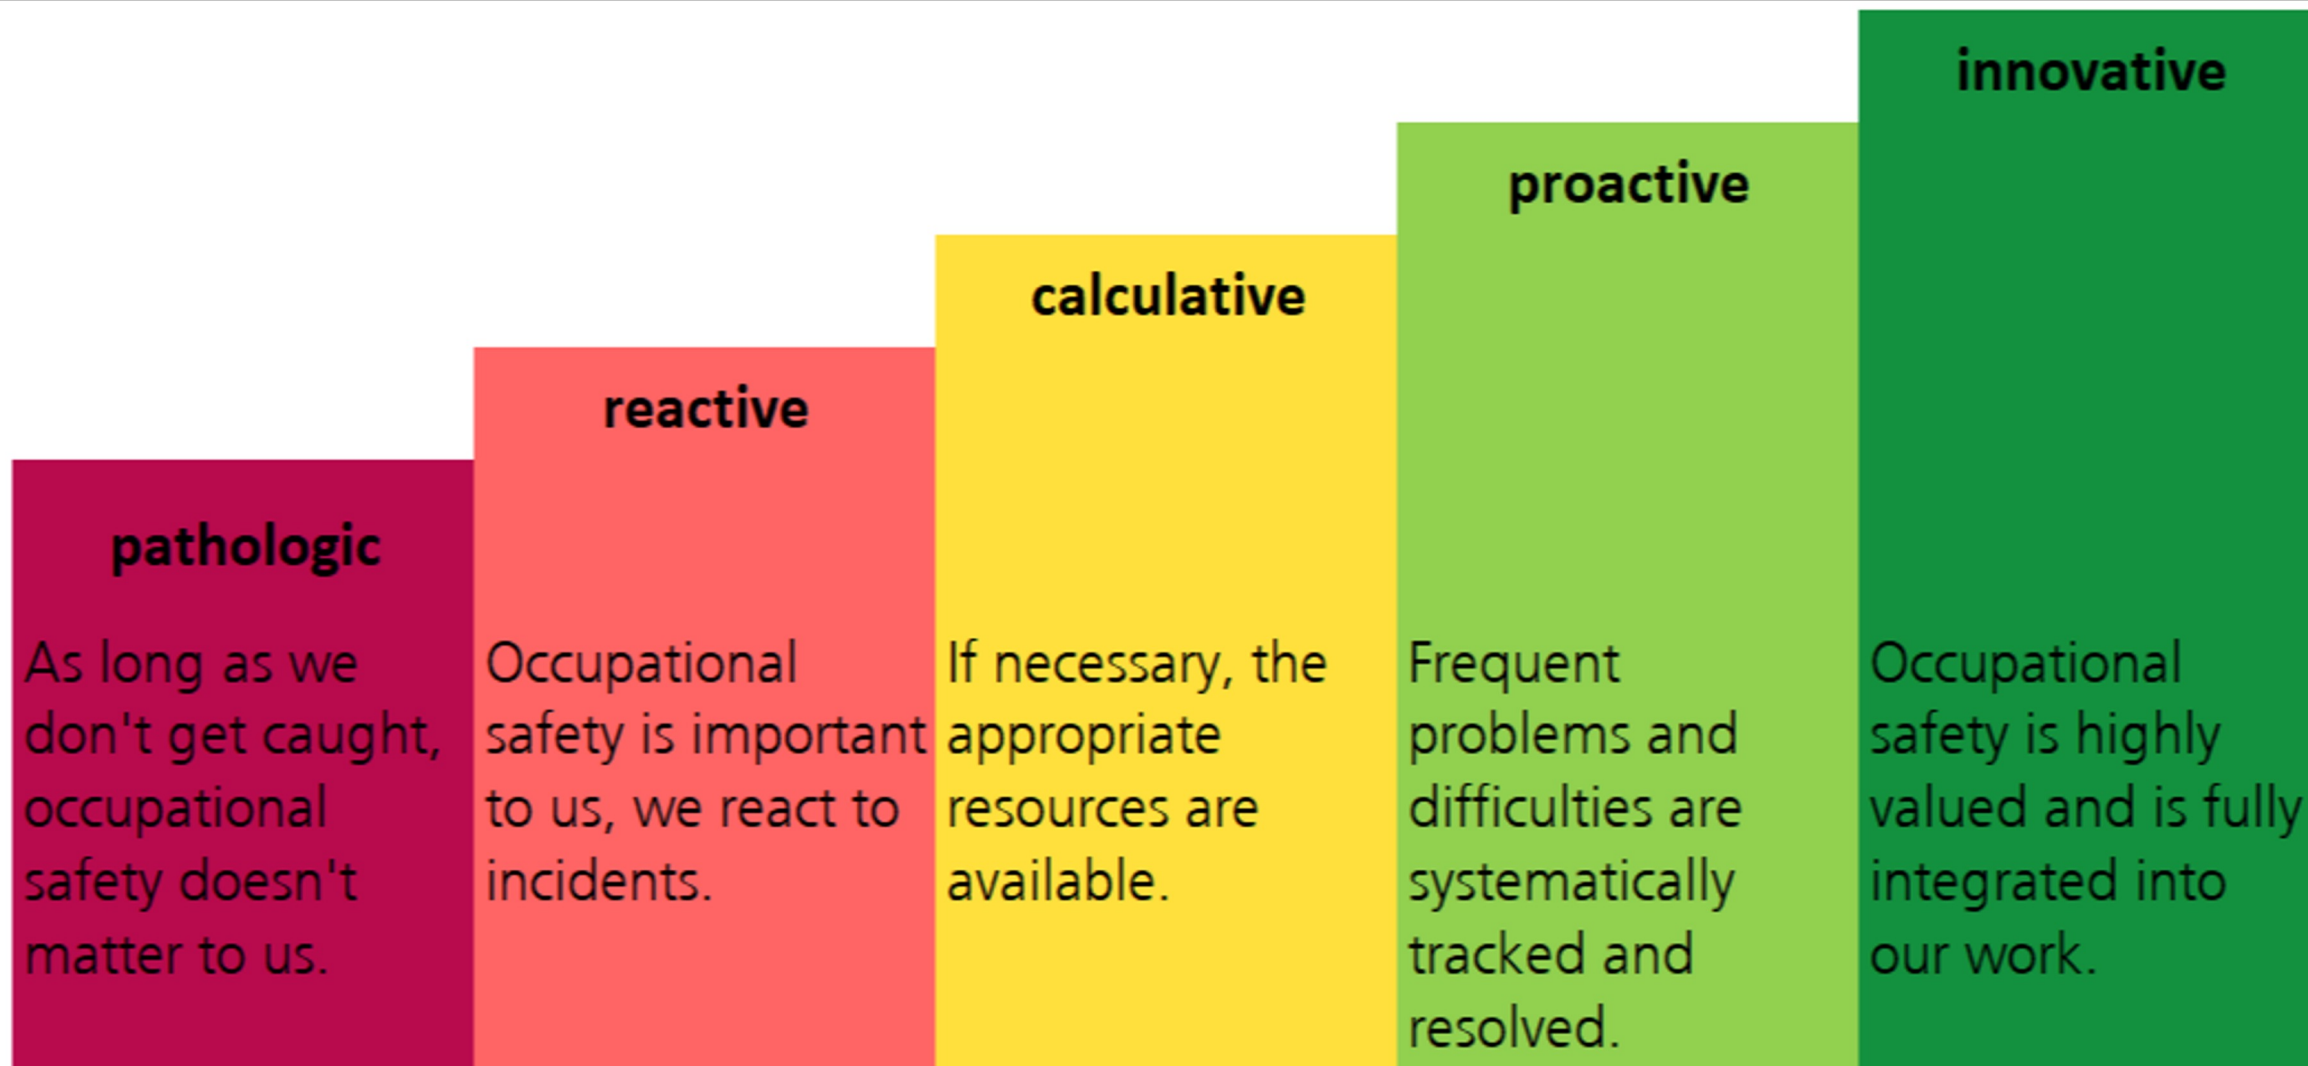 pathologic
As long as we
don't get caught,
occupational
safety doesn't
matter to us.
reactive
Occupational
safety is important
to us, we react to
incidents.
calculative
If necessary, the
appropriate
resources are
available.
proactive
Frequent
problems and
difficulties are
systematically
tracked and
resolved.
innovative
Occupational
safety is highly
valued and is fully
integrated into
our work.